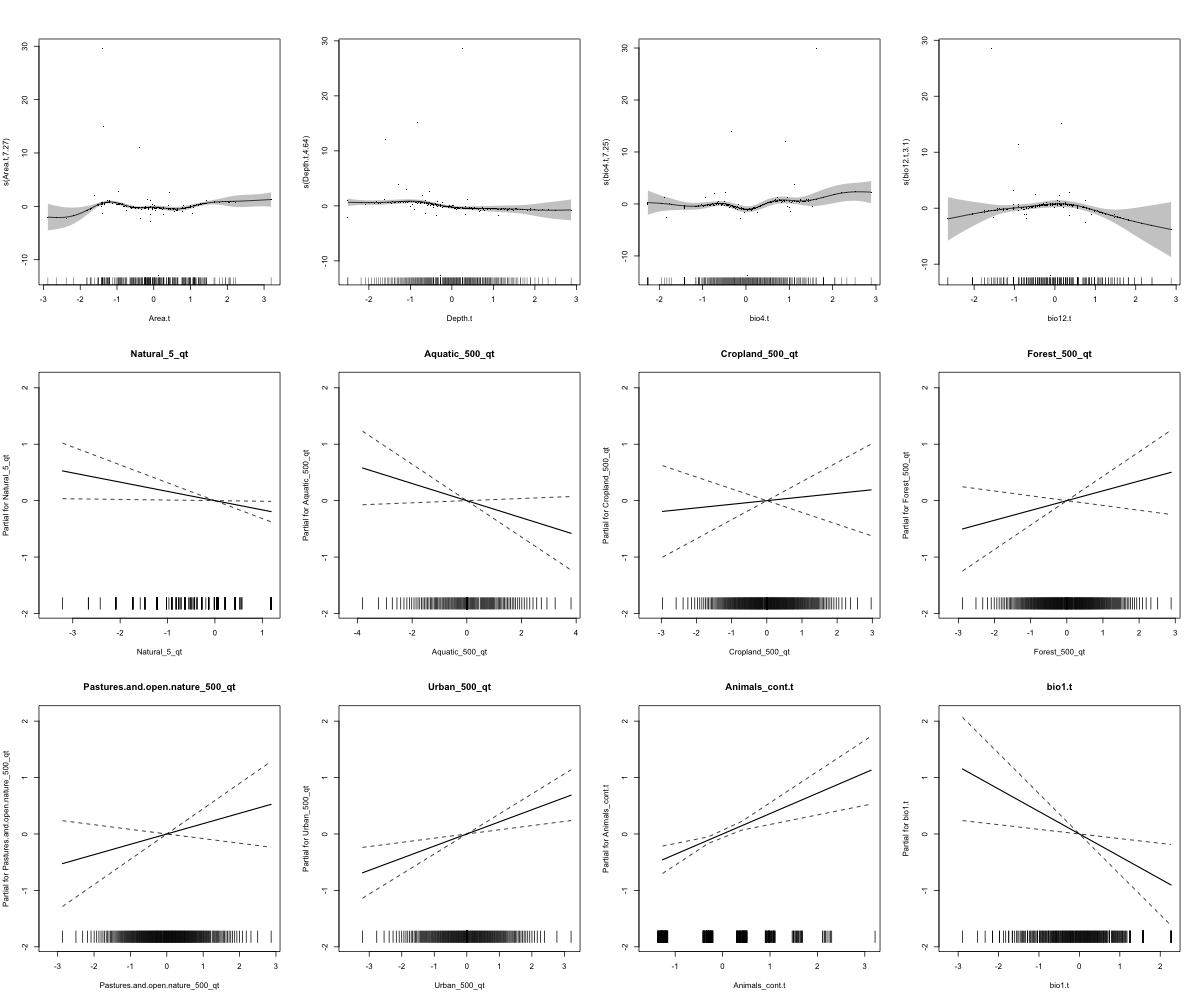 s(Area.t,7.27)
30
20
10
0
-10
-3 -2 -1 0 1 2 3
Area.t
s(Depth.t,4.64)
30
20
10
0
-10
-2 -1 0 1 2 3
Depth.t
s(bio4.t,7.25)
30
20
10
0
-10
-2 -1 0 1 2 3
bio4.t
s(bio12.t,3.1)
30
20
10
0
-10
-2 -1 0 1 2 3
bio12.t
Natural_5_qt
Partial for Natural_5_qt
2
1
0
-1
-2
-3 -2 -1 0 1
Natural_5_qt
Aquatic_500_qt
Partial for Aquatic_500_qt
2
1
0
-1
-2
-4 -2 0 2 4
Aquatic_500_qt
Cropland_500_qt
Partial for Cropland_500_qt
2
1
0
-1
-2
-3 -2 -1 0 1 2 3
Cropland_500_qt
Forest_500_qt
Partial for Forest_500_qt
2
1
0
-1
-2
-3 -2 -1 0 1 2 3
Forest_500_qt
Pastures.and.open.nature_500_qt
Partial for Pastures.and.open.nature_500_qt
2
1
0
-1
-2
-3 -2 -1 0 1 2 3
Pastures.and.open.nature_500_qt
Urban_500_qt
Partial for Urban_500_qt
2
1
0
-1
-2
-3 -2 -1 0 1 2 3
Urban_500_qt
Animals_cont.t
Partial for Animals_cont.t
2
1
0
-1
-2
-1 0 1 2 3
Animals_cont.t
bio1.t
Partial for bio1.t
2
1
0
-1
-2
-3 -2 -1 0 1 2
bio1.t